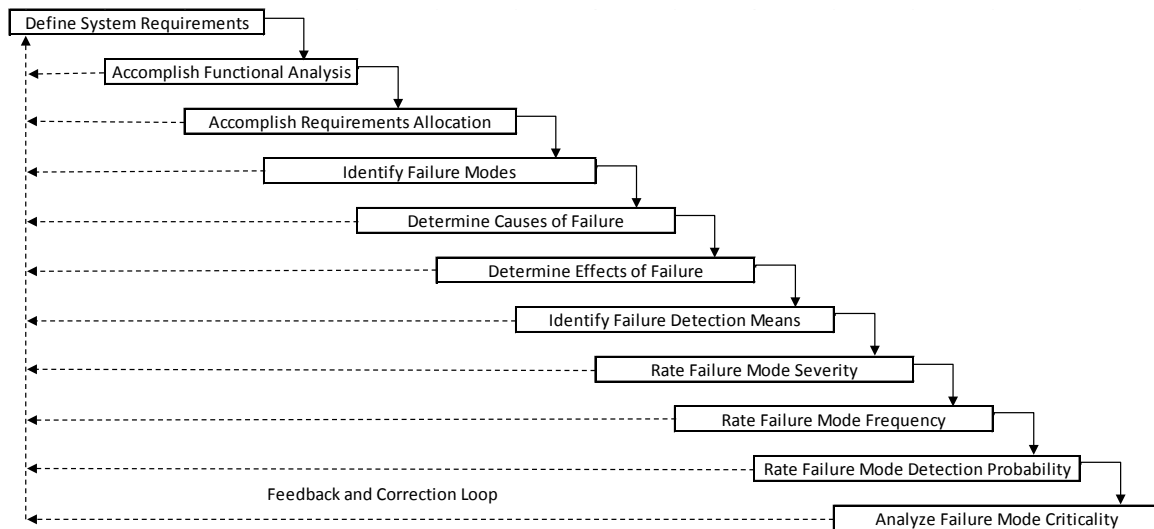 Define System Requirements
Accomplish Functional Analysis
Accomplish Requirements Allocation
Identify Failure Modes
Determine Causes of Failure
Determine Effects of Failure
Identify Failure Detection Means
Rate Failure Mode Severity
Rate Failure Mode Frequency
Rate Failure Mode Detection Probability
Feedback and Correction Loop
Analyze Failure Mode Criticality